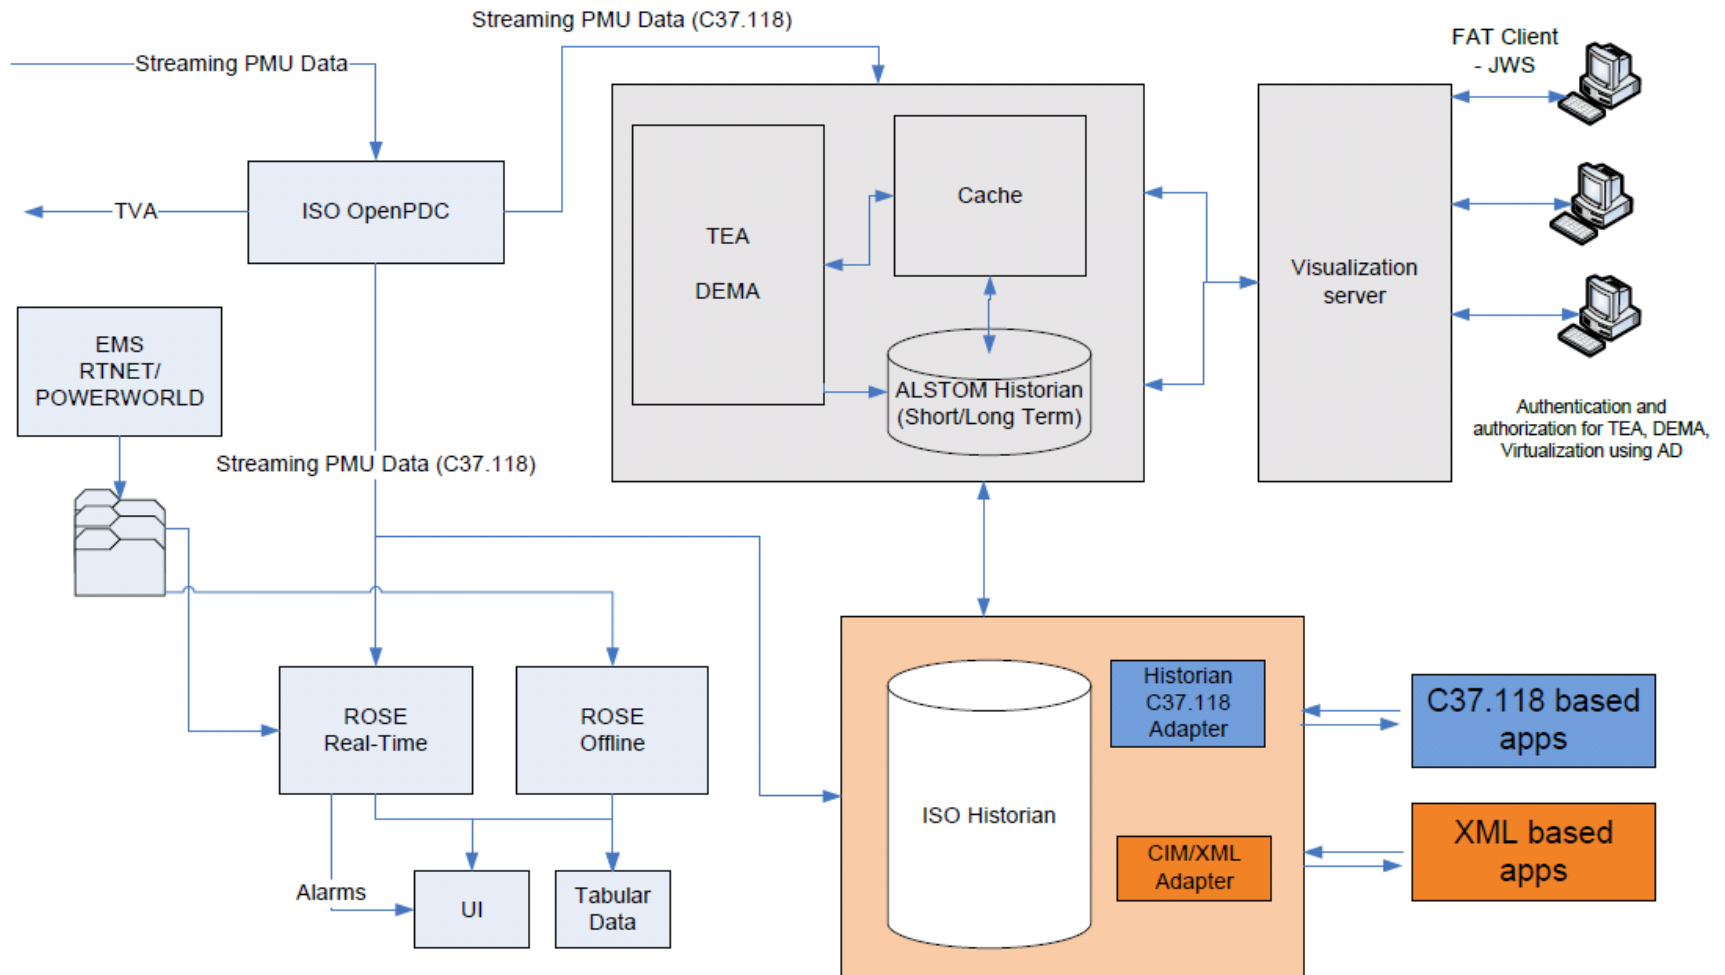 Streaming PMU Data (C37.118)
Streaming PMU Data
FAT Client
- JWS
TVA
ISO OpenPDC
Cache
TEA
DEMA
Visualization
server
EMS
RTNET/
POWERWORLD
ALSTOM Historian
(Short/Long Term)
Authentication and
authorization for TEA, DEMA,
Virtualization using AD
Streaming PMU Data (C37.118)
ROSE
Real-Time
ROSE
Offline
Historian
C37.118
Adapter
C37.118 based
apps
ISO Historian
CIM/XML
Adapter
XML based
apps
Alarms
UI
Tabular
Data